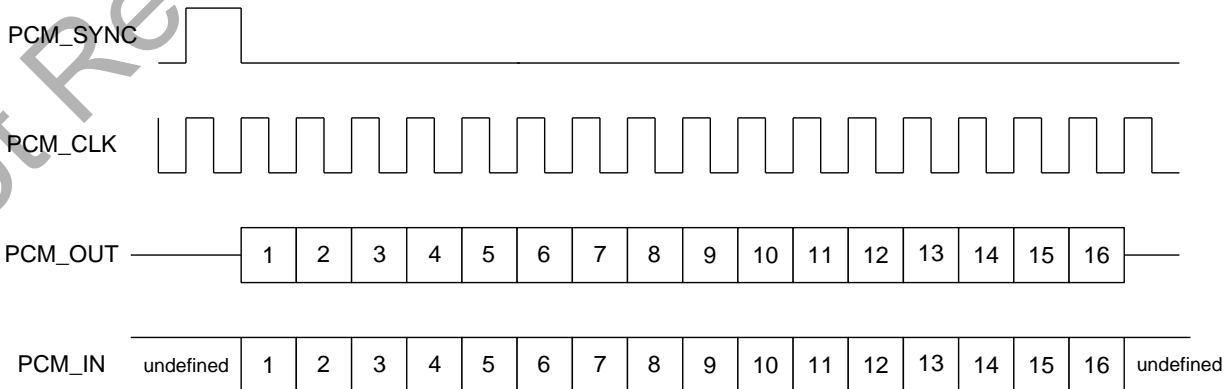 PCM_SYNC
PCM_CLK
PCM_OUT 1 2 3 4 5 6 7 8 9 10 11 12 13 14 15 16
PCM_IN undefined 1 2 3 4 5 6 7 8 9 10 11 12 13 14 15 16 undefined
ot Re